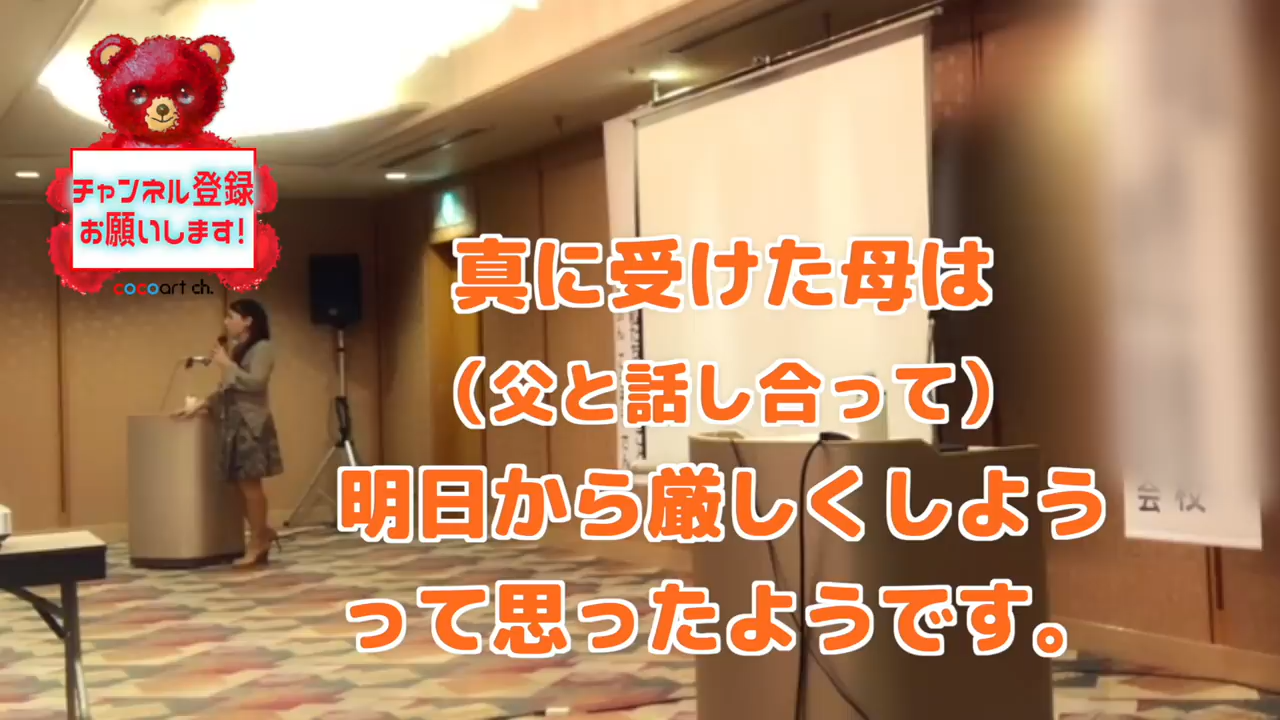 チャンネル登録
お願いします!
cocoart ch.
真に受けた母は
(父と話し合って)
明日から厳しくしよう
って思ったようです。
会 校